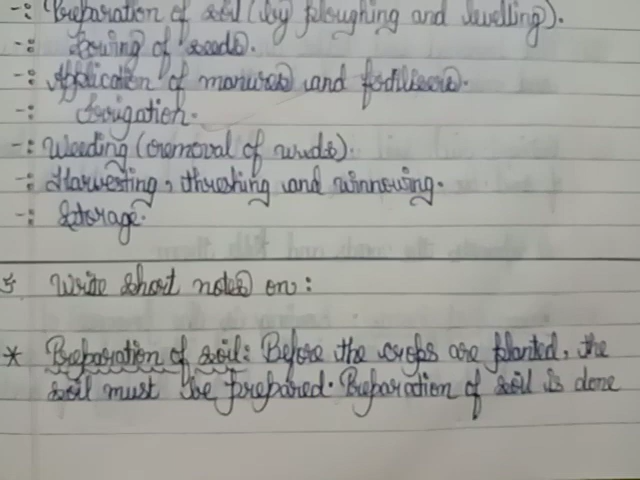 -: Preparation of soil (by ploughing and levelling).
-: Sowing of seeds.
-: Application of manures and fertilisers.
-: Irrigation.
-: Weeding (removal of weeds).
-: Harvesting, threshing and winnowing.
-: Storage.
Write short notes on:
* Preparation of soil: Before the crops are planted, the
soil must be prepared. Preparation of soil is done